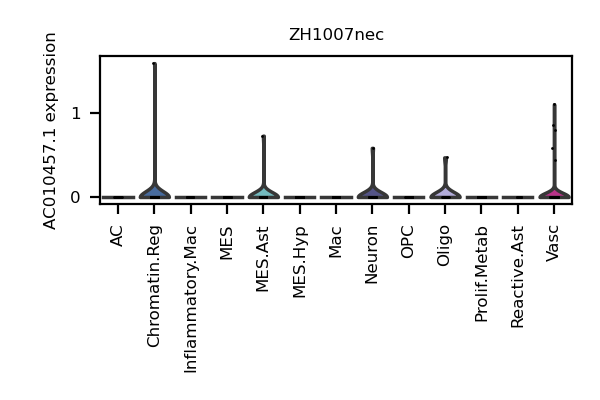 ZH1007nec
AC010457.1 expression
1
0
AC
Chromatin.Reg
Inflammatory.Mac
MES
MES.Ast
MES.Hyp
Mac
Neuron
OPC
Oligo
Prolif.Metab
Reactive.Ast
Vasc